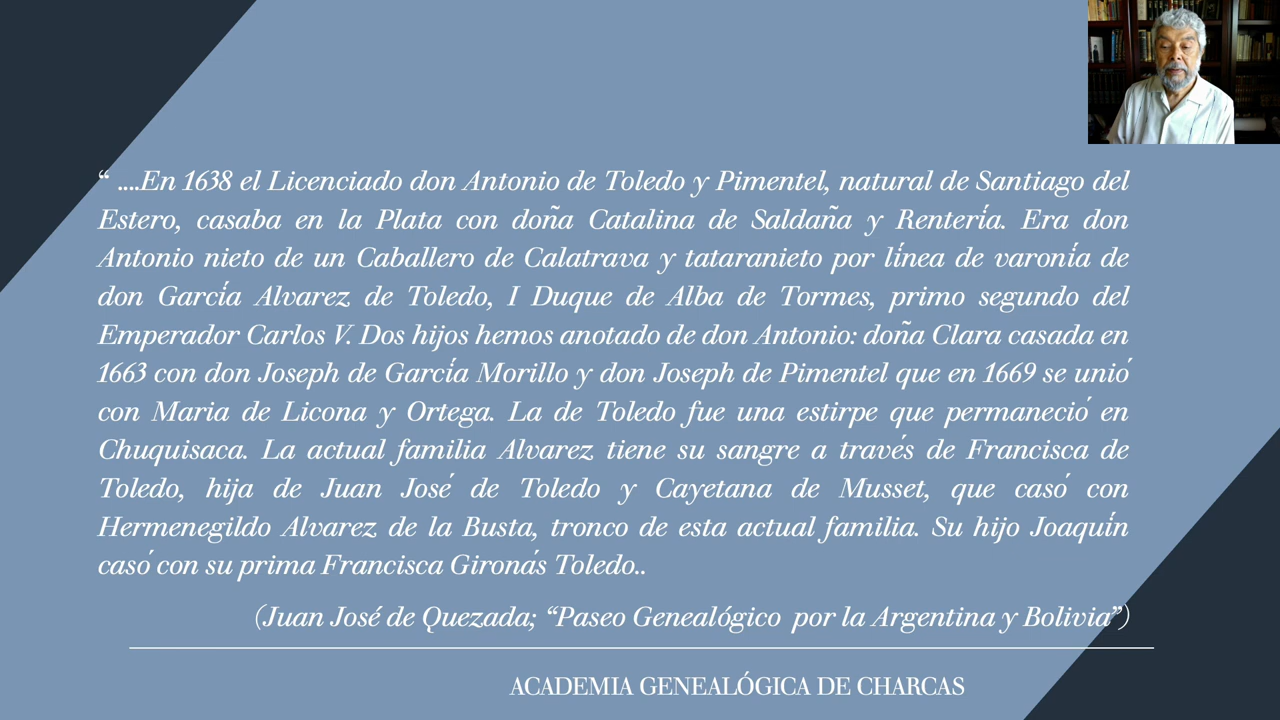 “ ....En 1638 el Licenciado don Antonio de Toledo y Pimentel, natural de Santiago del
Estero, casaba en la Plata con doña Catalina de Saldaña y Rentería. Era don
Antonio nieto de un Caballero de Calatrava y tataranieto por línea de varonía de
don García Alvarez de Toledo, I Duque de Alba de Tormes, primo segundo del
Emperador Carlos V. Dos hijos hemos anotado de don Antonio: doña Clara casada en
1663 con don Joseph de García Morillo y don Joseph de Pimentel que en 1669 se unió
con Maria de Licona y Ortega. La de Toledo fue una estirpe que permaneció en
Chuquisaca. La actual familia Alvarez tiene su sangre a través de Francisca de
Toledo, hija de Juan José de Toledo y Cayetana de Musset, que casó con
Hermenegildo Alvarez de la Busta, tronco de esta actual familia. Su hijo Joaquín
casó con su prima Francisca Gironás Toledo..
(Juan José de Quezada; “Paseo Genealógico por la Argentina y Bolivia”)
ACADEMIA GENEALÓGICA DE CHARCAS